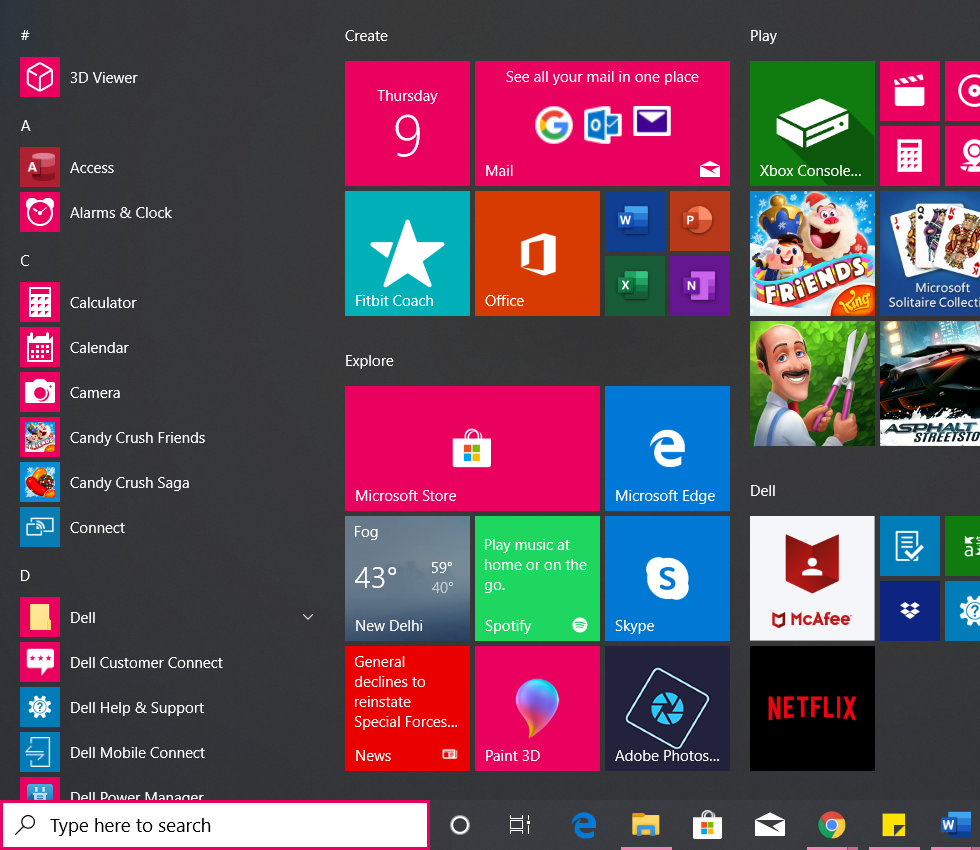 #
3D Viewer
A
Access
Alarms & Clock
C
Calculator
Calendar
Camera
Candy Crush Friends
Candy Crush Saga
Connect
D
Dell
Dell Customer Connect
Dell Help & Support
Dell Mobile Connect
Dell Power Manager
Create
Thursday
9
See all your mail in one place
Mail
Fitbit Coach
Office
Explore
Microsoft Store
Microsoft Edge
Fog
43°
59°
40°
New Delhi
Play music at
home or on the
go.
Spotify
Skype
General
declines to
reinstate
Special Forces...
News
Paint 3D
Adobe Photos...
Play
Xbox Console...
FRIENDS
King
Microsoft
Solitaire Collecti
ASPHALT
STREETSTO
Dell
McAfee
NETFLIX
Type here to search